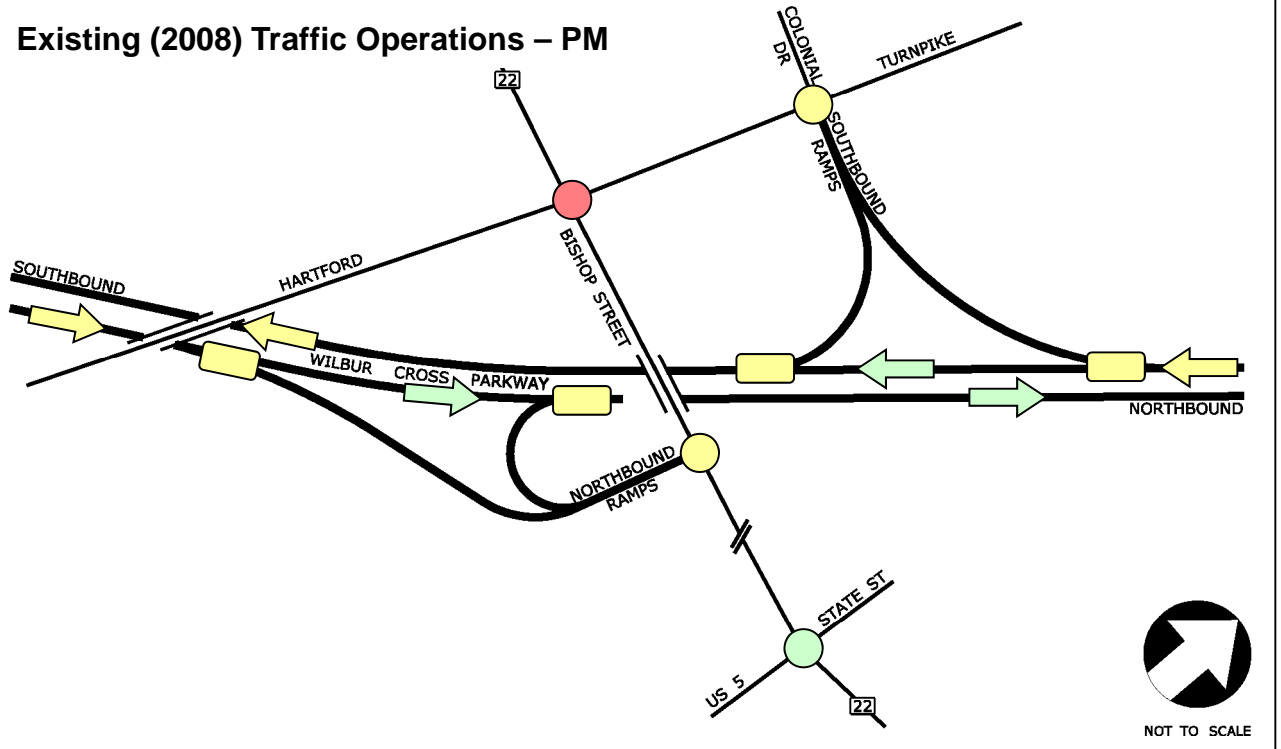 Existing (2008) Traffic Operations – PM
COLONIAL
DR
TURNPIKE
22
SOUTHBOUND
RAMPS
HARTFORD
BISHOP STREET
SOUTHBOUND
WILBUR CROSS PARKWAY
NORTHBOUND
NORTHBOUND
RAMPS
STATE ST
US 5
22
NOT TO SCALE